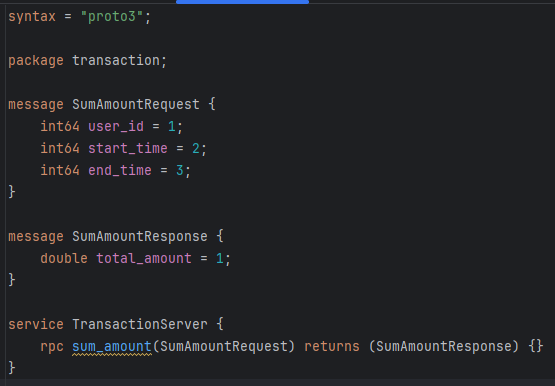 syntax = "proto3";
package transaction;
message SumAmountRequest {
    int64 user_id = 1;
    int64 start_time = 2;
    int64 end_time = 3;
}
message SumAmountResponse {
    double total_amount = 1;
}
service TransactionServer {
    rpc sum_amount(SumAmountRequest) returns (SumAmountResponse) {}
}